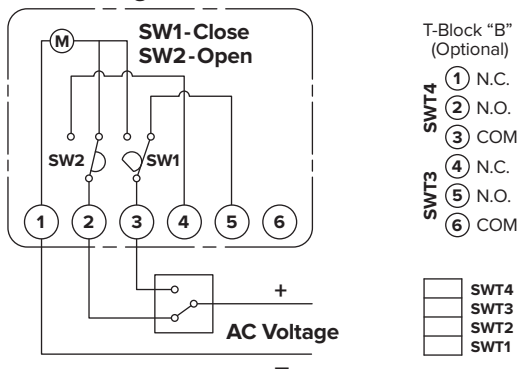 M
SW1-Close
SW2-Open
SW2
SW1
1 2 3 4 5 6
+
AC Voltage
–
T-Block “B”
(Optional)
SWT4
1 N.C.
2 N.O.
3 COM
SWT3
4 N.C.
5 N.O.
6 COM
SWT4
SWT3
SWT2
SWT1